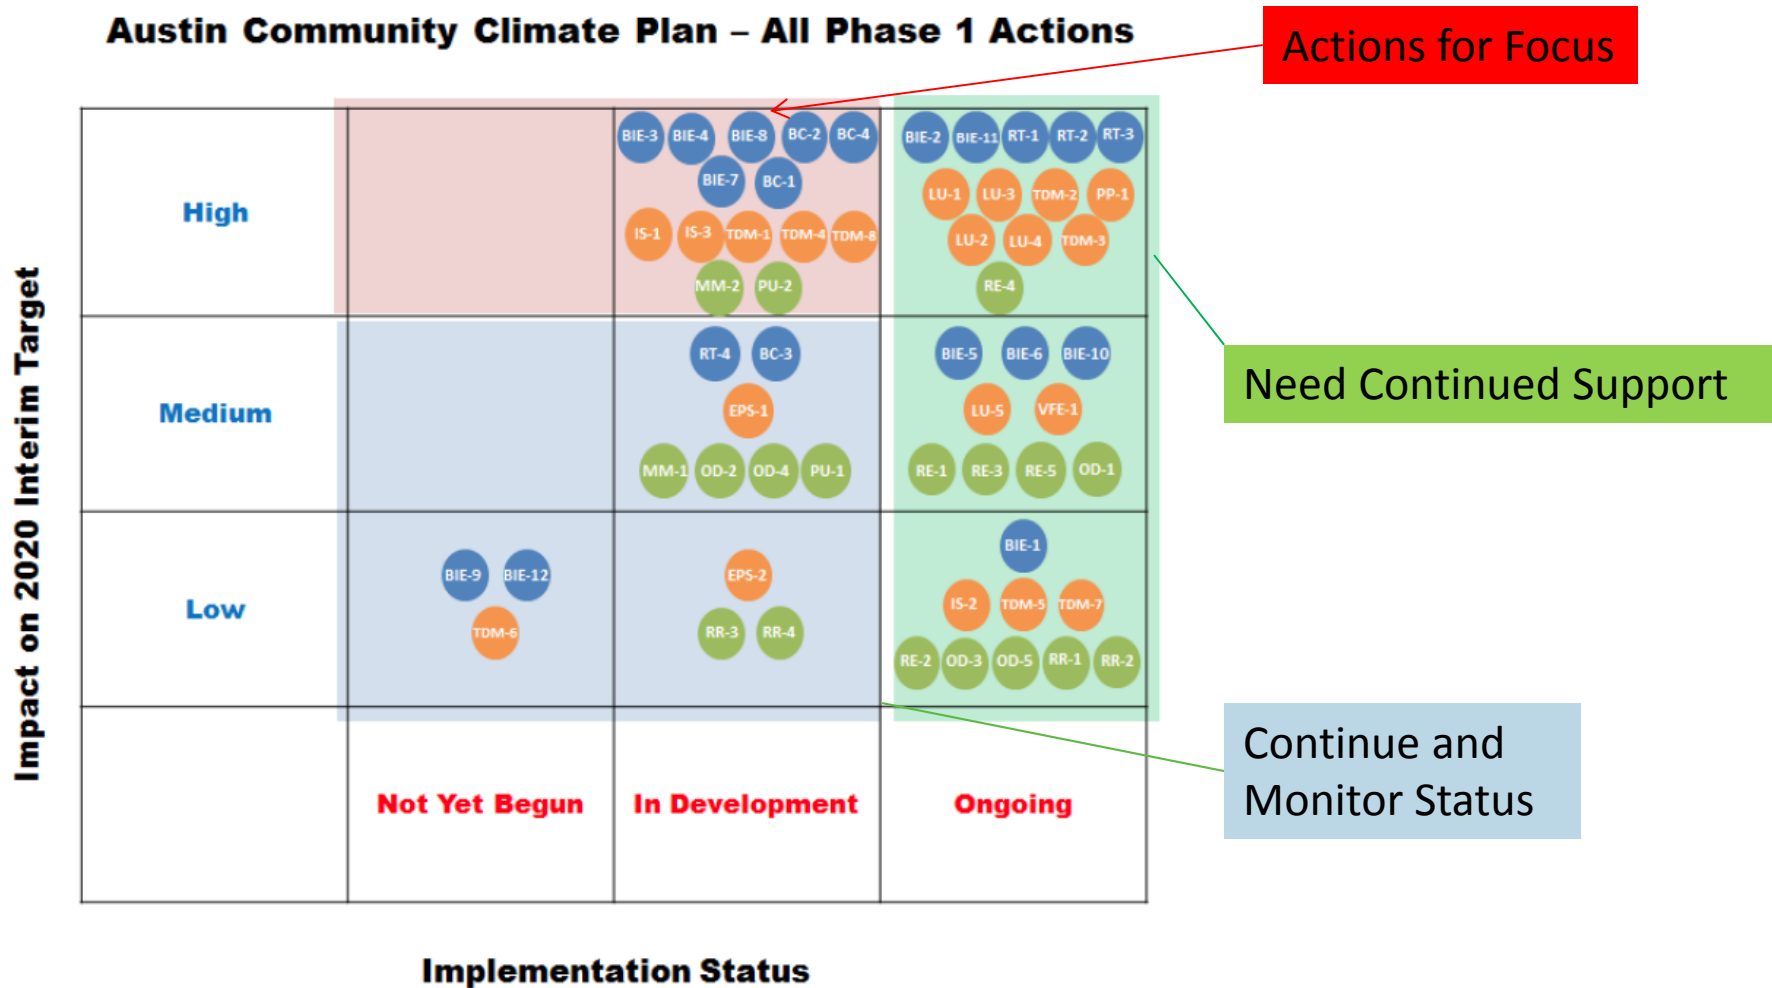 Austin Community Climate Plan – All Phase 1 Actions
Actions for Focus
Impact on 2020 Interim Target
High
BIE-3 BIE-4 BIE-8 BC-2 BC-4
BIE-7 BC-1
IS-1 IS-3 TDM-1 TDM-4 TDM-8
MM-2 PU-2
BIE-2 BIE-11 RT-1 RT-2 RT-3
LU-1 LU-3 TDM-2 PP-1
LU-2 LU-4 TDM-3
RE-4
Need Continued Support
Medium
RT-4 BC-3
EPS-1
MM-1 OD-2 OD-4 PU-1
BIE-5 BIE-6 BIE-10
LU-5 VFE-1
RE-1 RE-3 RE-5 OD-1
Low
BIE-9 BIE-12
TDM-6
EPS-2
RR-3 RR-4
BIE-1
IS-2 TDM-5 TDM-7
RE-2 OD-3 OD-5 RR-1 RR-2
Continue and
Monitor Status
Not Yet Begun In Development Ongoing
Implementation Status